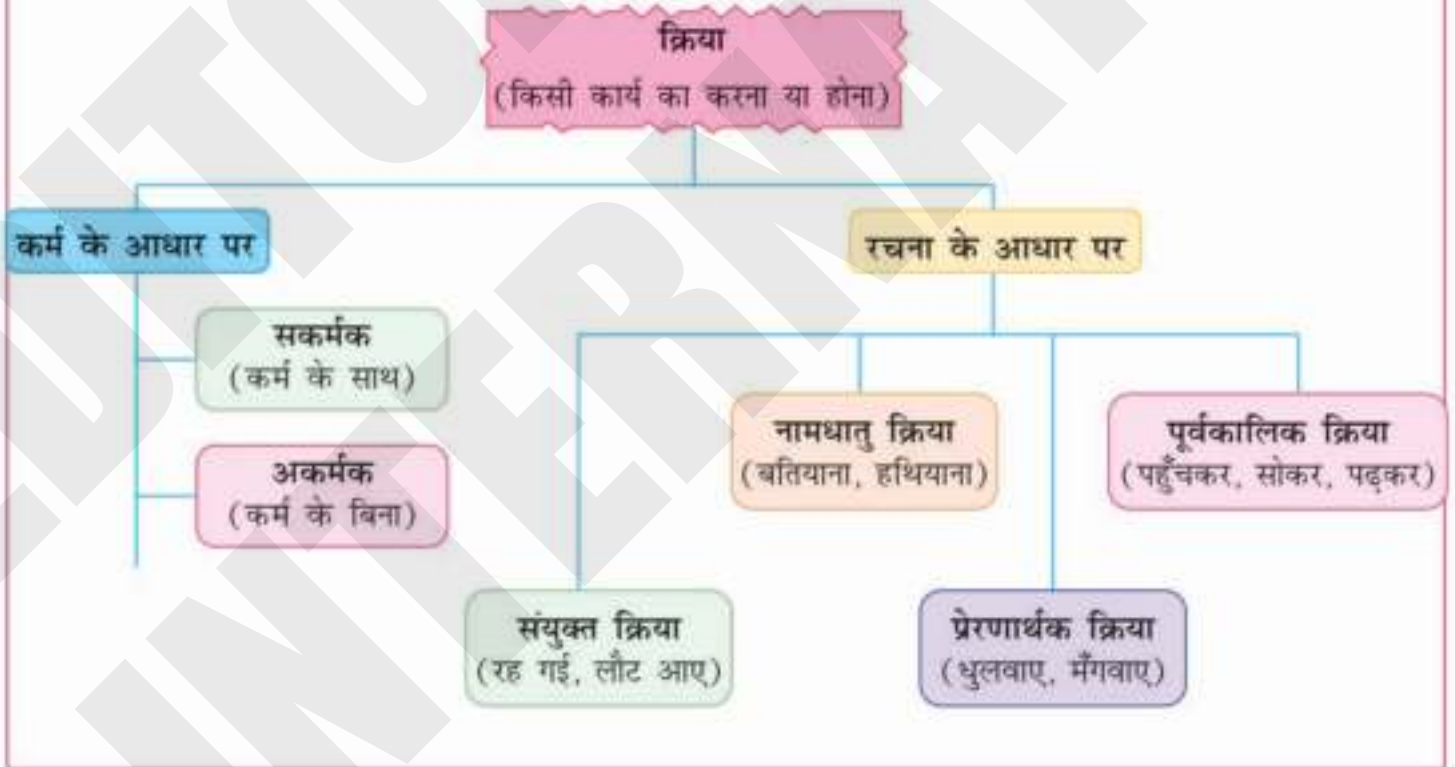 क्रिया
(किसी कार्य का करना या होना)
कर्म के आधार पर
रचना के आधार पर
सकर्मक
(कर्म के साथ)
अकर्मक
(कर्म के बिना)
नामधातु क्रिया
(बतियाना, हथियाना)
पूर्वकालिक क्रिया
(पहुँचकर, सोकर, पढ़कर)
संयुक्त क्रिया
(रह गई, लौट आए)
प्रेरणार्थक क्रिया
(धुलवाए, मँगवाए)